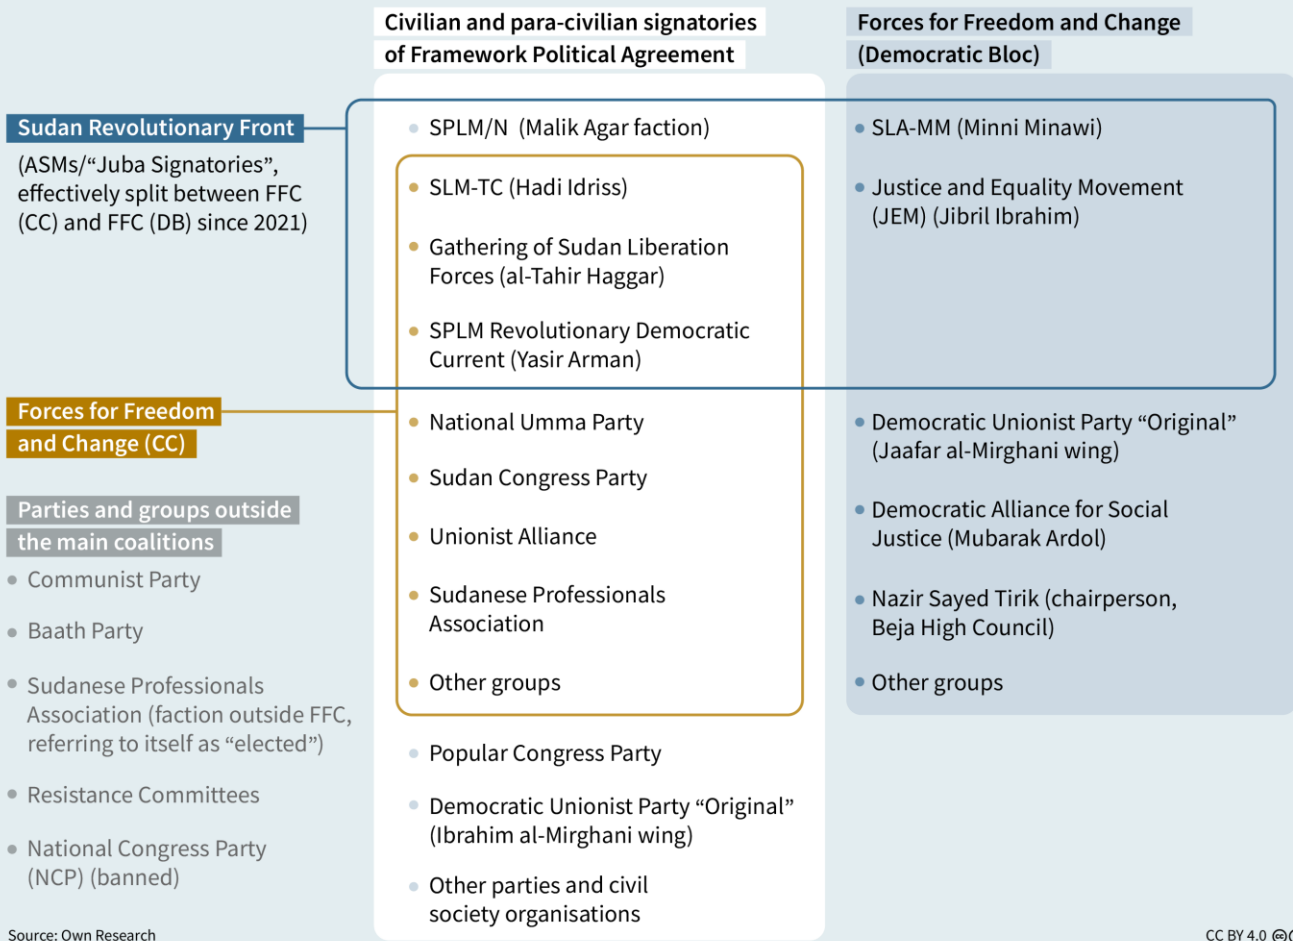 Civilian and para-civilian signatories
of Framework Political Agreement
Forces for Freedom and Change
(Democratic Bloc)
Sudan Revolutionary Front
(ASMs/“Juba Signatories”,
effectively split between FFC
(CC) and FFC (DB) since 2021)
Forces for Freedom
and Change (CC)
Parties and groups outside
the main coalitions
Communist Party
Baath Party
Sudanese Professionals
Association (faction outside FFC,
referring to itself as “elected”)
Resistance Committees
National Congress Party
(NCP) (banned)
SPLM/N (Malik Agar faction)
SLM-TC (Hadi Idriss)
Gathering of Sudan Liberation
Forces (al-Tahir Haggar)
SPLM Revolutionary Democratic
Current (Yasir Arman)
National Umma Party
Sudan Congress Party
Unionist Alliance
Sudanese Professionals
Association
Other groups
Popular Congress Party
Democratic Unionist Party “Original”
(Ibrahim al-Mirghani wing)
Other parties and civil
society organisations
SLA-MM (Minni Minawi)
Justice and Equality Movement
(JEM) (Jibril Ibrahim)
Democratic Unionist Party “Original”
(Jaafar al-Mirghani wing)
Democratic Alliance for Social
Justice (Mubarak Ardol)
Nazir Sayed Tirik (chairperson,
Beja High Council)
Other groups
Source: Own Research
CC BY 4.0